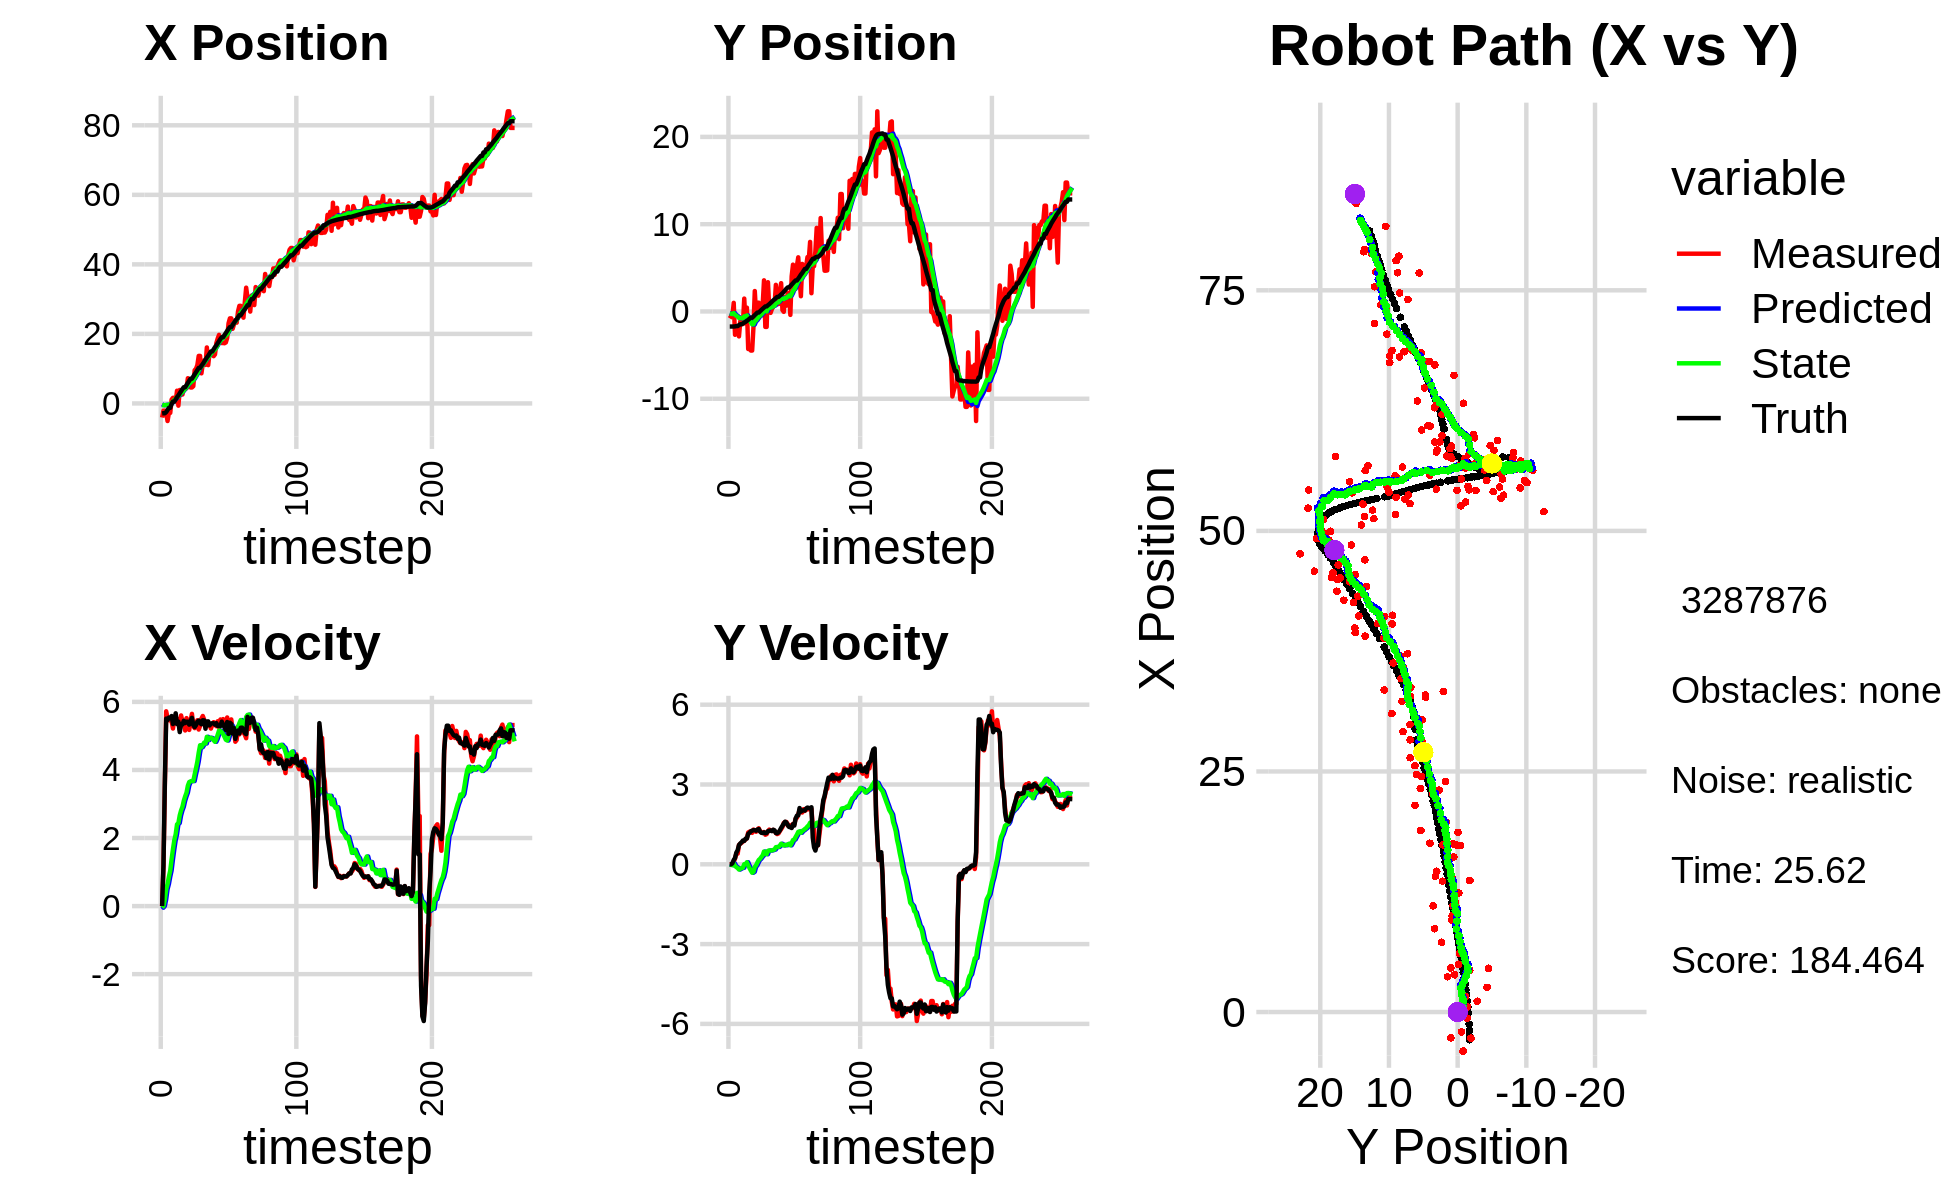 X Position
80
60
40
20
0
0
100
200
timestep
Y Position
20
10
0
-10
0
100
200
timestep
X Velocity
6
4
2
0
-2
0
100
200
timestep
Y Velocity
6
3
0
-3
-6
0
100
200
timestep
Robot Path (X vs Y)
X Position
75
50
25
0
20 10 0 -10 -20
Y Position
variable
Measured
Predicted
State
Truth
3287876
Obstacles: none
Noise: realistic
Time: 25.62
Score: 184.464